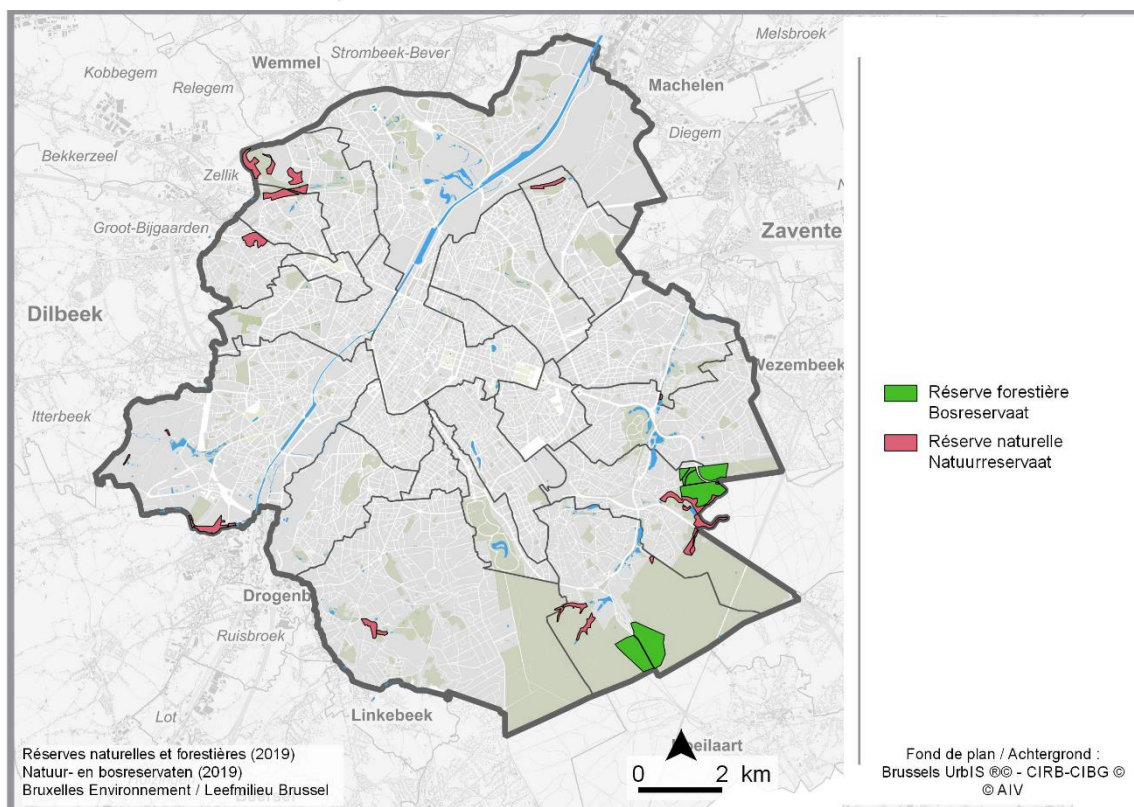 Melsbroek
Strombeek-Bever
Wemmel
Kobbegem
Relegem
Machelen
Diegem
Bekkerzeel
Zellik
Groot-Bijgaarden
Zavente
Dilbeek
Wezembeek
Itterbeek
Réserve forestière
Bosreservaat
Réserve naturelle
Natuurreservaat
Drogenb
Ruisbroek
Lot
Linkebeek
Réserves naturelles et forestières (2019)
Natuur- en bosreservaten (2019)
Bruxelles Environnement / Leefmilieu Brussel
0 2 km
Fond de plan / Achtergrond :
Brussels UrbIS ®© - CIRB-CIBG ©
© AIV